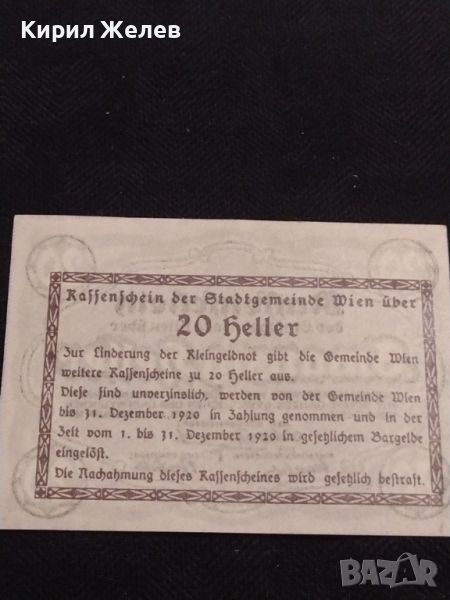 Кирил Желев
Kassenschein der Stadtgemeinde Wien über
20 Heller
Zur Linderung der Kleingeldnot gibt die Gemeinde Wien
weitere Kassenscheine zu 20 Heller aus.
Diese sind unverzinslich, werden von der Gemeinde Wien
bis 31. Dezember 1920 in Zahlung genommen und in der
Zeit vom 1. bis 31. Dezember 1920 in gesetzlichem Bargelde
eingelöst.
Die Nachahmung dieses Kassenscheines wird gesetzlich bestraft.
BAZAR